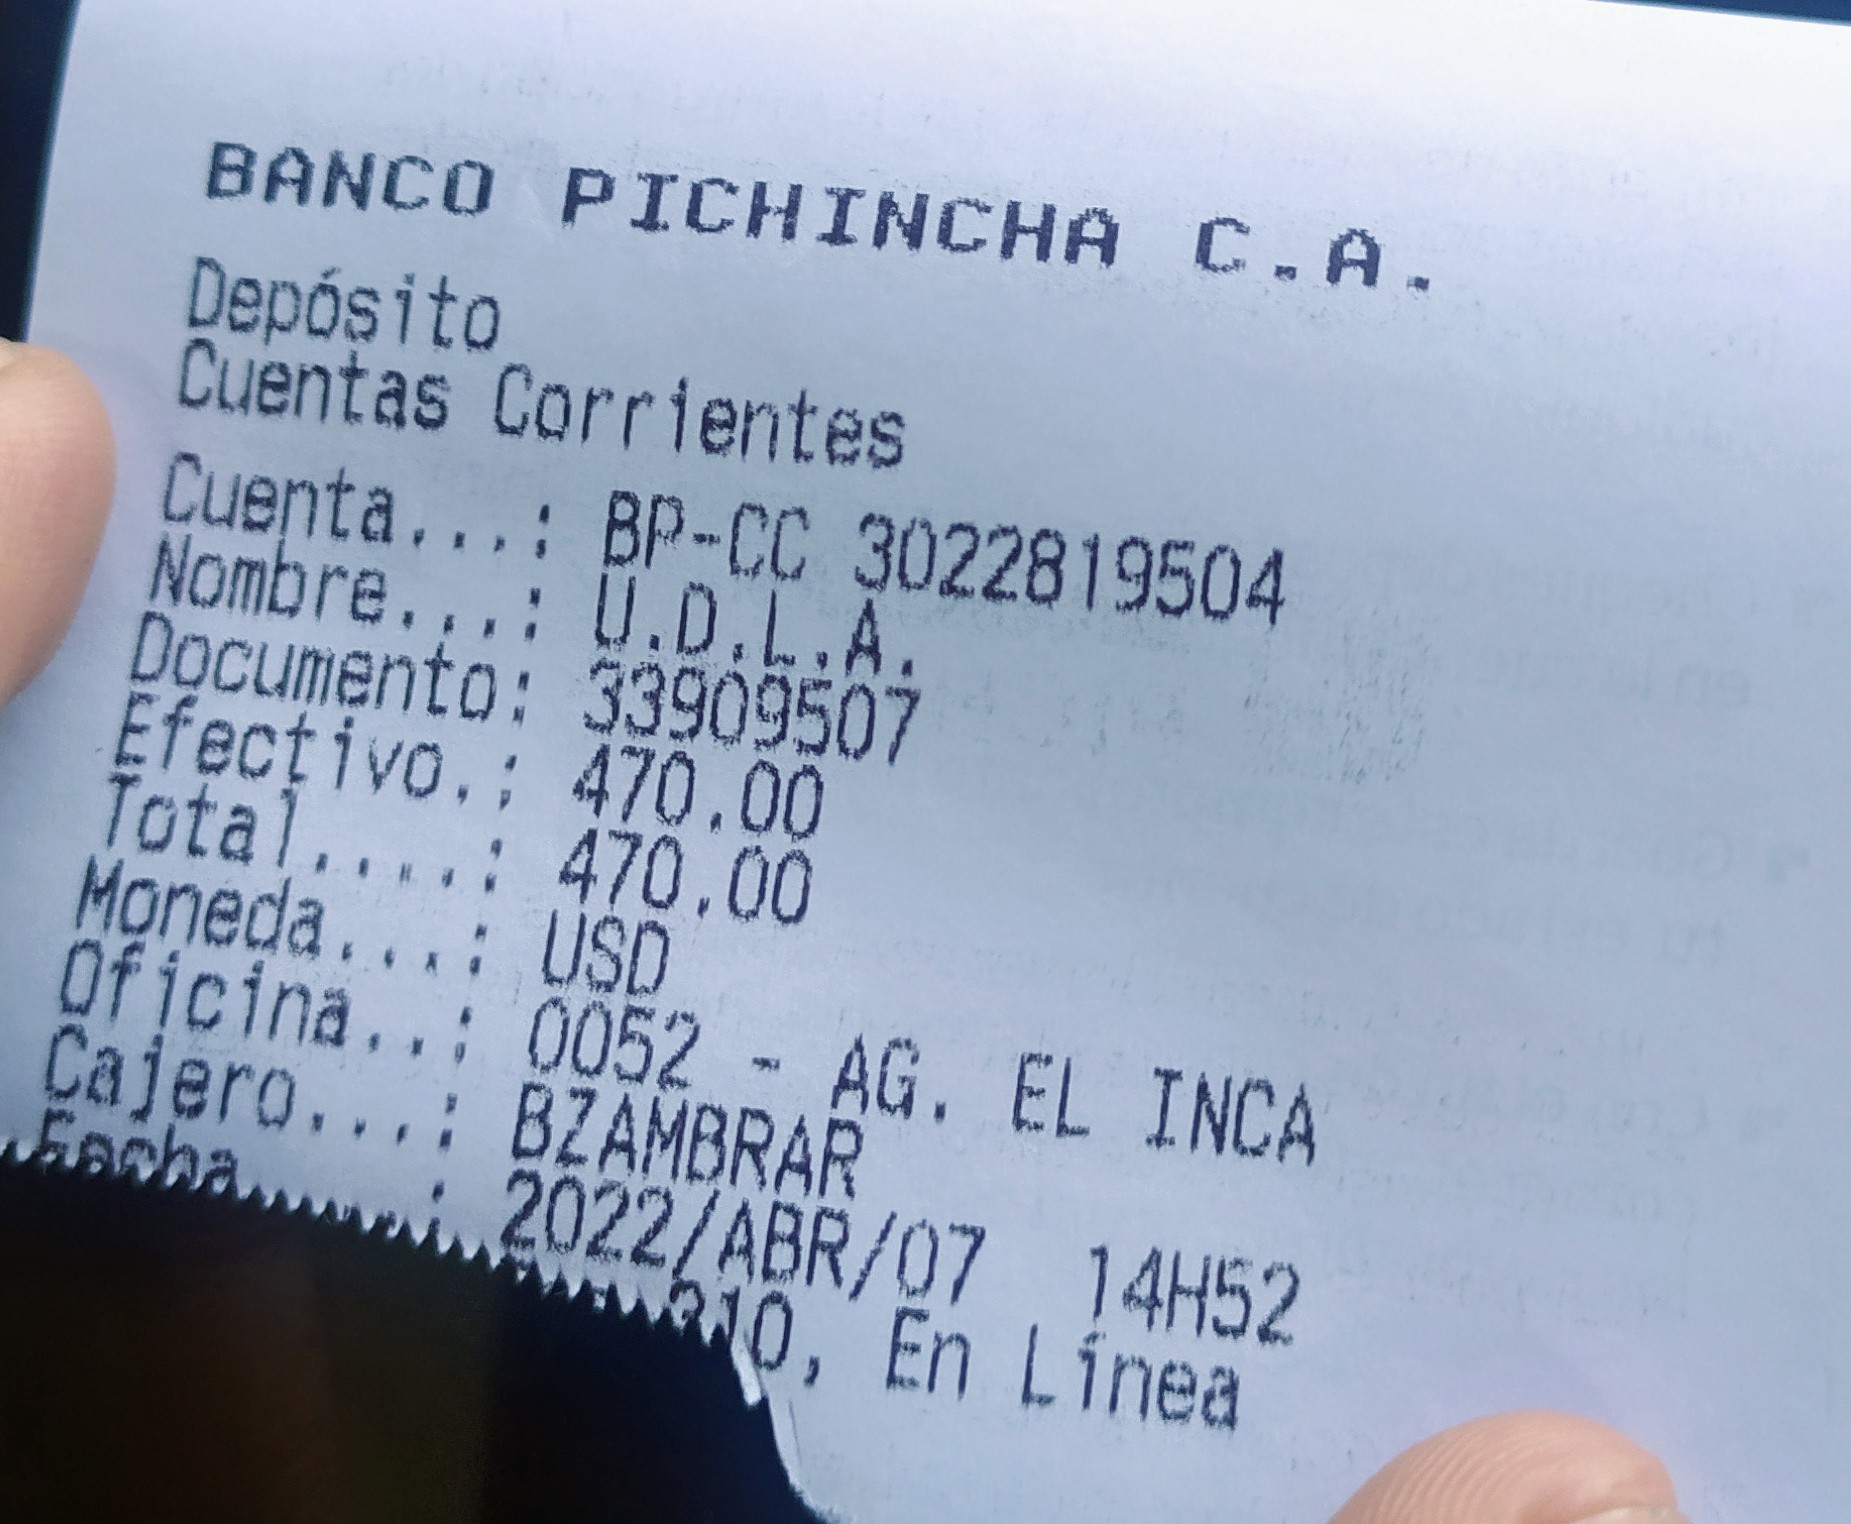 BANCO PICHINCHA C.A.
Depósito
Cuentas Corrientes
Cuenta...: BP-CC 3022819504
Nombre...: U.D.L.A.
Documento: 33909507
Efectivo.: 470.00
Total....: 470.00
Moneda...: USD
Oficina..: 0052 - AG. EL INCA
Cajero...: BZAMBRAR
Fecha....: 2022/ABR/07 14H52
En Línea